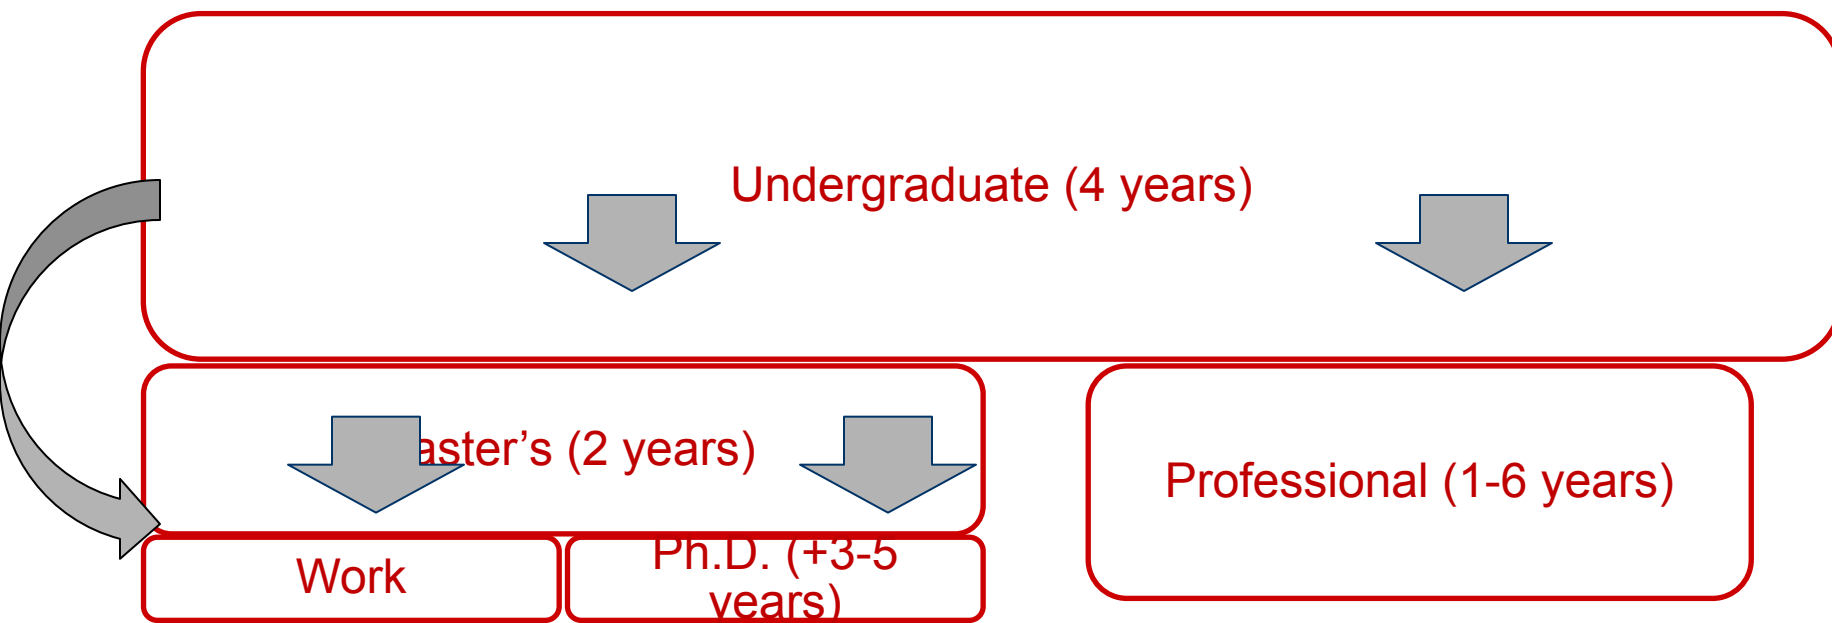 Undergraduate (4 years)
aster’s (2 years)
Professional (1-6 years)
Work
Ph.D. (+3-5
years)